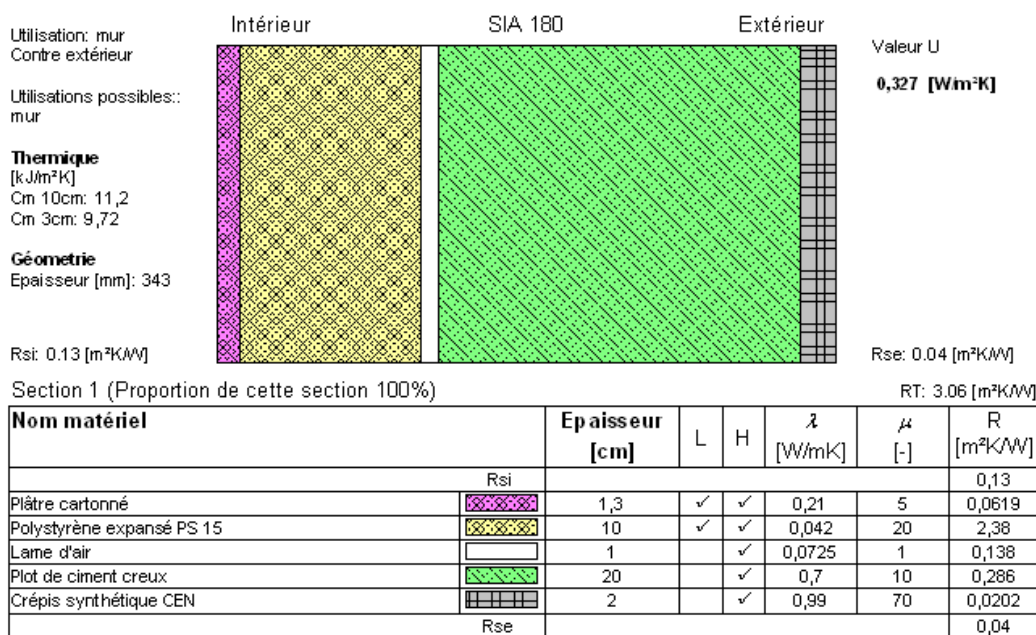 Utilisation: mur
Contre extérieur
Utilisations possibles::
mur
Thermique
[kJ/m²K]
Cm 10cm: 11,2
Cm 3cm: 9,72
Géometrie
Epaisseur [mm]: 343
Rsi: 0.13 [m²K/W]
Intérieur SIA 180 Extérieur
Valeur U
0,327 [W/m²K]
Rse: 0.04 [m²K/W]
Section 1 (Proportion de cette section 100%) RT: 3.06 [m²K/W]
Nom matériel Epaisseur [cm] L H λ [W/mK] μ [-] R [m²K/W]
Rsi 0,13
Plâtre cartonné 1,3 ✓ ✓ 0,21 5 0,0619
Polystyrène expansé PS 15 10 ✓ ✓ 0,042 20 2,38
Lame d'air 1 ✓ 0,0725 1 0,138
Plot de ciment creux 20 ✓ 0,7 10 0,286
Crépis synthétique CEN 2 ✓ 0,99 70 0,0202
Rse 0,04